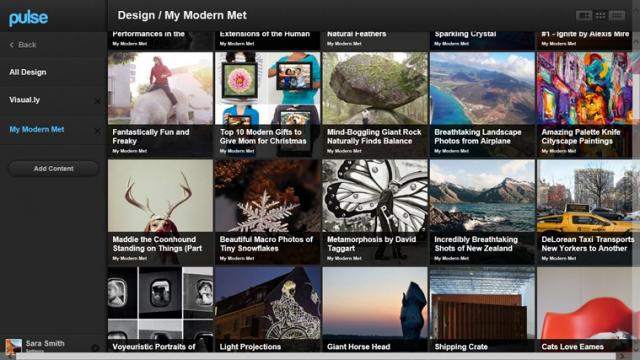 pulse
Design / My Modern Met
Back
All Design
Visual.ly
My Modern Met
Add Content
Sara Smith
Settings
Performances in the
My Modern Met
Extensions of the Human
My Modern Met
Natural Feathers
My Modern Met
Sparkling Crystal
My Modern Met
#1 - Ignite by Alexis Mire
My Modern Met
Fantastically Fun and
Freaky
My Modern Met
Top 10 Modern Gifts to
Give Mom for Christmas
My Modern Met
Mind-Boggling Giant Rock
Naturally Finds Balance
My Modern Met
Breathtaking Landscape
Photos from Airplane
My Modern Met
Amazing Palette Knife
Cityscape Paintings
My Modern Met
Maddie the Coonhound
Standing on Things (Part
My Modern Met
Beautiful Macro Photos of
Tiny Snowflakes
My Modern Met
Metamorphosis by David
Taggart
My Modern Met
Incredibly Breathtaking
Shots of New Zealand
My Modern Met
DeLorean Taxi Transports
New Yorkers to Another
My Modern Met
Voyeuristic Portraits of
Light Projections
Giant Horse Head
Shipping Crate
Cats Love Eames